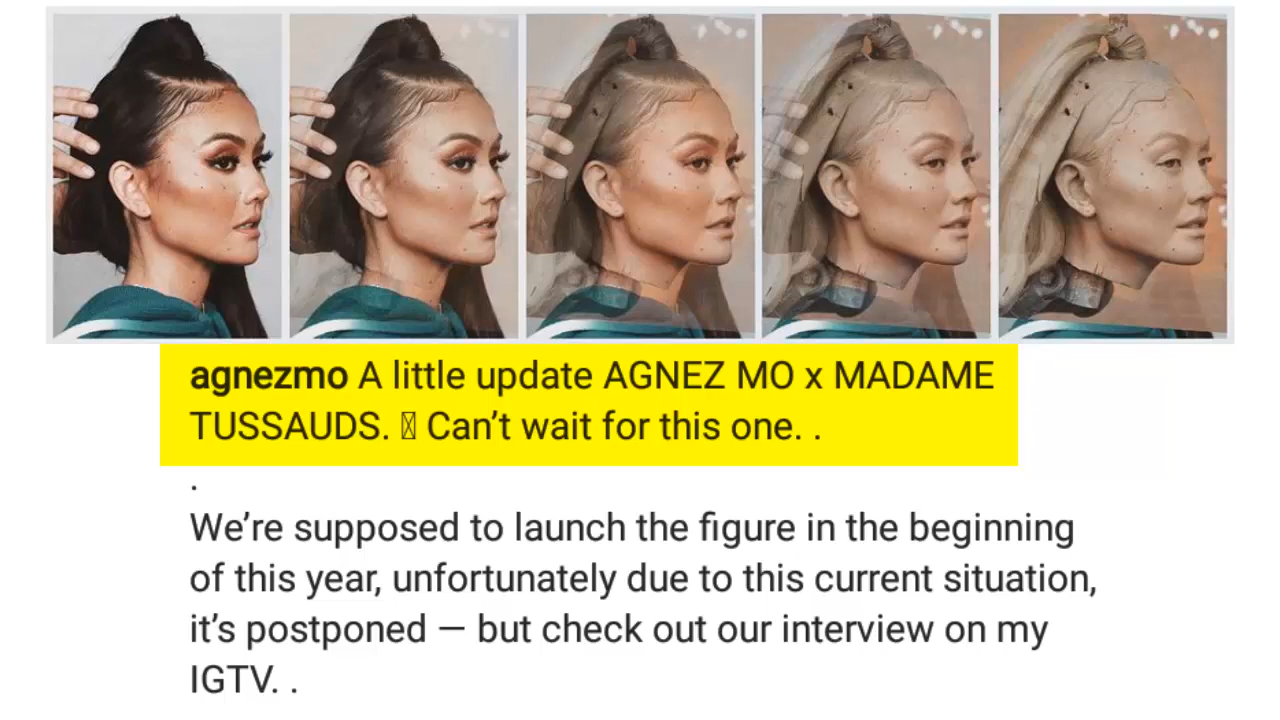 agnezmo A little update AGNEZ MO x MADAME
TUSSAUDS. Can’t wait for this one. .
.
We’re supposed to launch the figure in the beginning
of this year, unfortunately due to this current situation,
it’s postponed — but check out our interview on my
IGTV. .